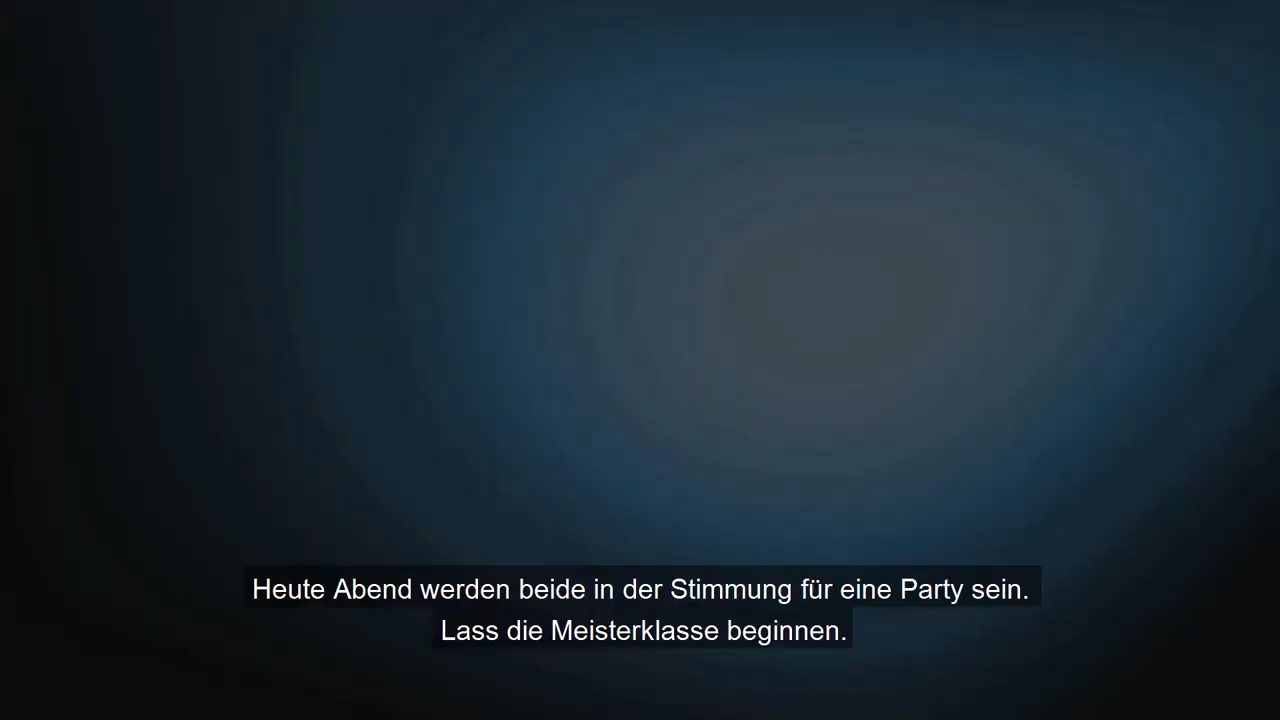 Heute Abend werden beide in der Stimmung für eine Party sein.
Lass die Meisterklasse beginnen.